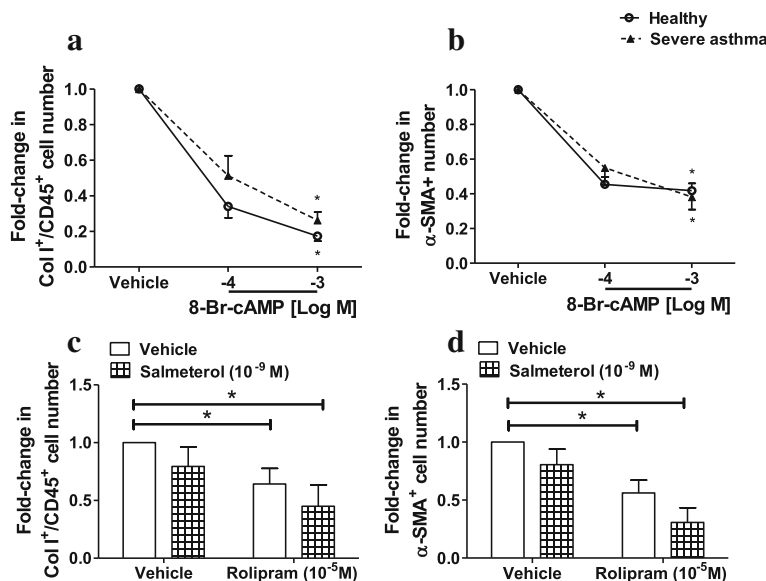 Healthy
Severe asthma
a
Fold-change in
Col I⁺/CD45⁺ cell number
1.0
0.8
0.6
0.4
0.2
0.0
*
*
Vehicle
-4
-3
8-Br-cAMP [Log M]
b
Fold-change in
α-SMA+ number
1.0
0.8
0.6
0.4
0.2
0.0
*
*
Vehicle
-4
-3
8-Br-cAMP [Log M]
c
Vehicle
Salmeterol (10⁻⁹ M)
Fold-change in
Col I⁺/CD45⁺ cell number
1.5
1.0
0.5
0.0
*
*
Vehicle
Rolipram (10⁻⁵M)
d
Vehicle
Salmeterol (10⁻⁹ M)
Fold-change in
α-SMA⁺ cell number
1.5
1.0
0.5
0.0
*
*
Vehicle
Rolipram (10⁻⁵M)